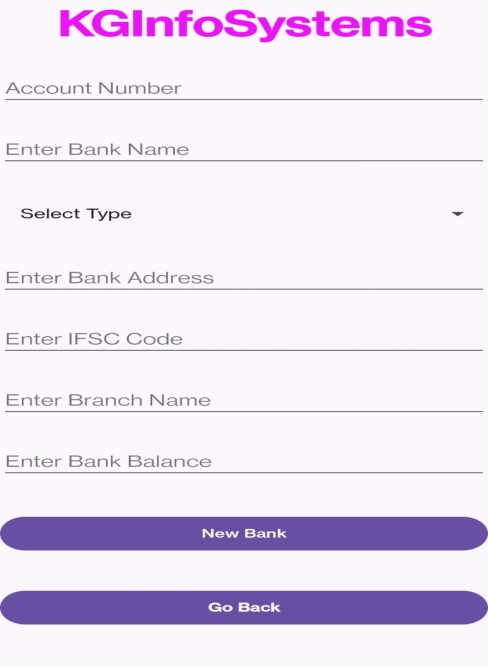 KGInfoSystems
Account Number
Enter Bank Name
Select Type
Enter Bank Address
Enter IFSC Code
Enter Branch Name
Enter Bank Balance
New Bank
Go Back